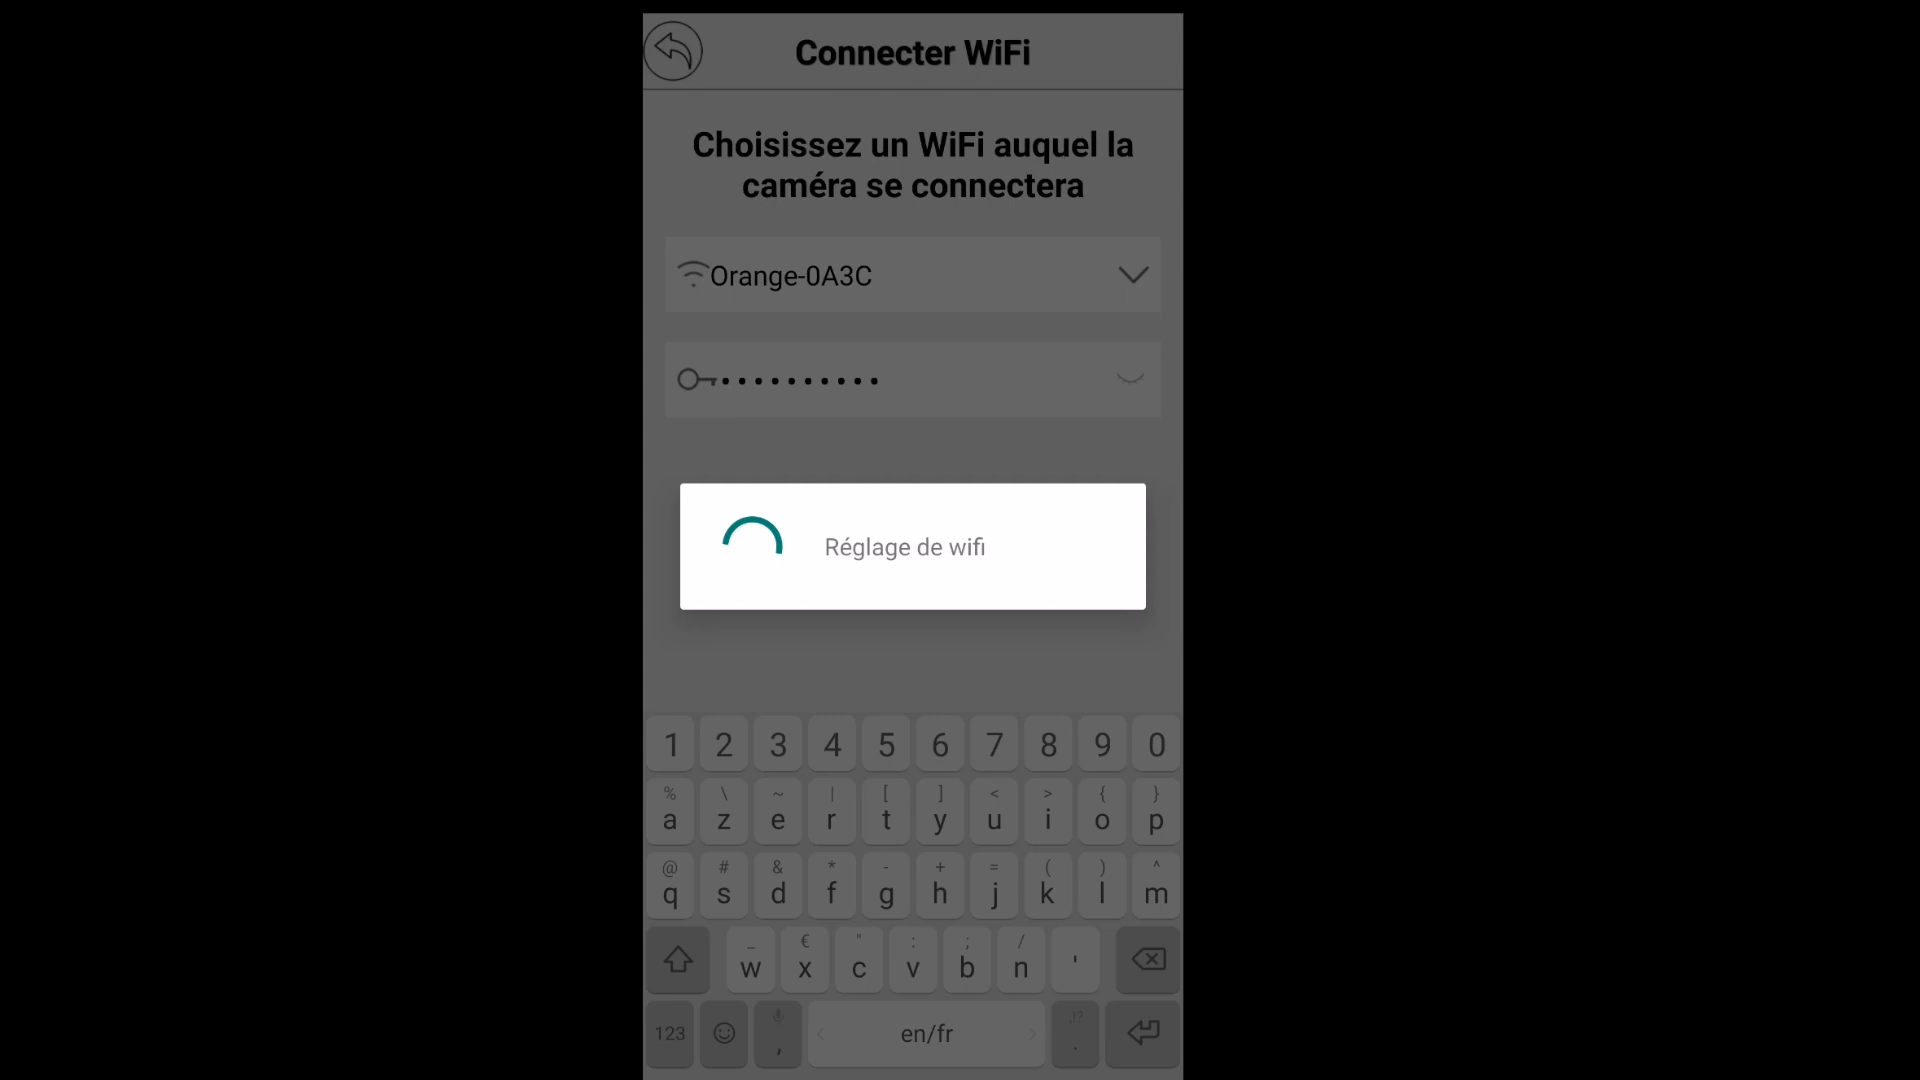 Connecter WiFi
Choisissez un WiFi auquel la
caméra se connectera
Orange-0A3C
••••••••••
Réglage de wifi
1 2 3 4 5 6 7 8 9 0
% \ ~ | [ ] < > { }
a z e r t y u i o p
@ # & * - + = ( ) ^
q s d f g h j k l m
_ € " : ; /
w x c v b n '
,!?
123 , en/fr .